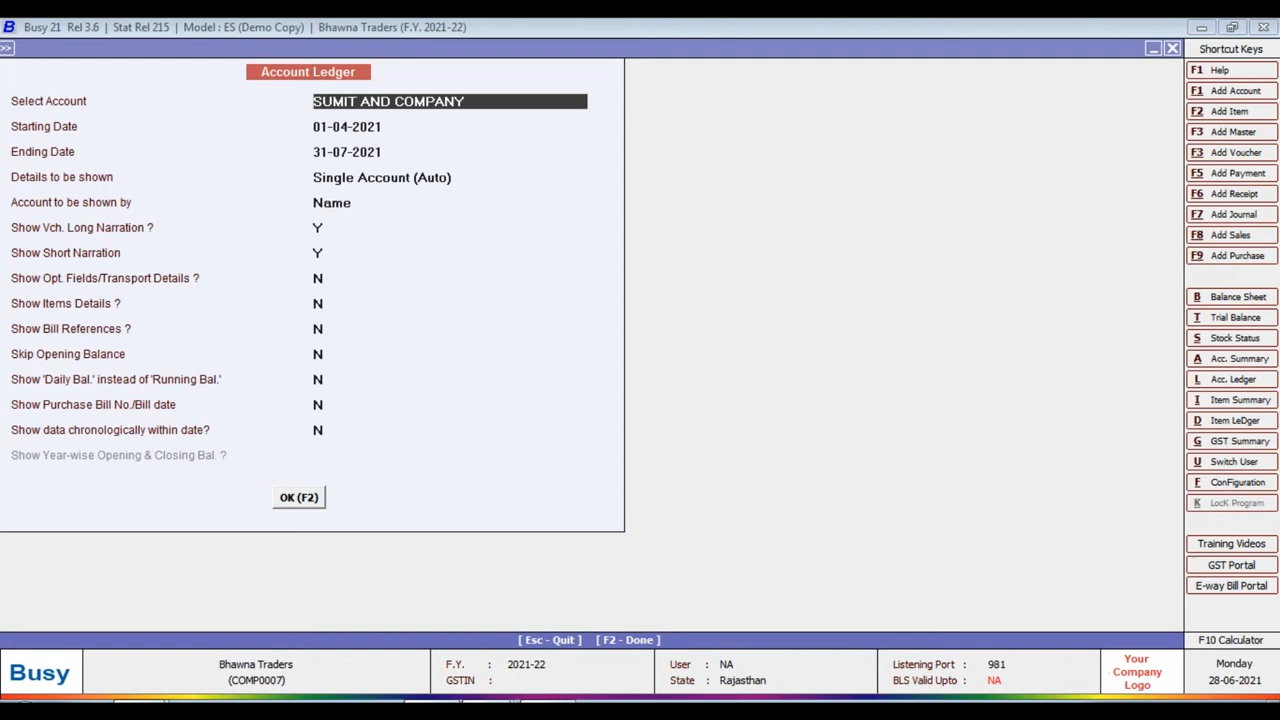 Busy 21 Rel 3.6 | Stat Rel 215 | Model : ES (Demo Copy) | Bhawna Traders (F.Y. 2021-22)
>>
Shortcut Keys
Account Ledger
Select Account SUMIT AND COMPANY
Starting Date 01-04-2021
Ending Date 31-07-2021
Details to be shown Single Account (Auto)
Account to be shown by Name
Show Vch. Long Narration ? Y
Show Short Narration Y
Show Opt. Fields/Transport Details ? N
Show Items Details ? N
Show Bill References ? N
Skip Opening Balance N
Show 'Daily Bal.' instead of 'Running Bal.' N
Show Purchase Bill No./Bill date N
Show data chronologically within date? N
Show Year-wise Opening & Closing Bal. ?
OK (F2)
F1 Help
F1 Add Account
F2 Add Item
F3 Add Master
F3 Add Voucher
F5 Add Payment
F6 Add Receipt
F7 Add Journal
F8 Add Sales
F9 Add Purchase
B Balance Sheet
T Trial Balance
S Stock Status
A Acc. Summary
L Acc. Ledger
I Item Summary
D Item LeDger
G GST Summary
U Switch User
F ConFiguration
K LocK Program
Training Videos
GST Portal
E-way Bill Portal
[ Esc - Quit ] [ F2 - Done ]
F10 Calculator
Busy
Bhawna Traders
(COMP0007)
F.Y. : 2021-22
GSTIN :
User : NA
State : Rajasthan
Listening Port : 981
BLS Valid Upto : NA
Your
Company
Logo
Monday
28-06-2021